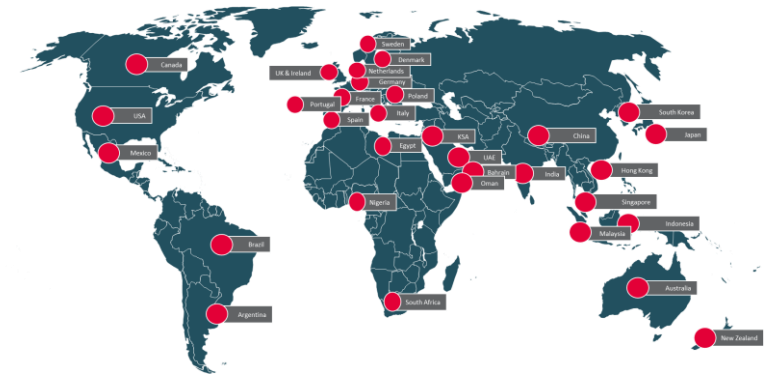 Sweden
Canada
Denmark
UK & Ireland
Netherlands
Germany
Poland
France
Portugal
South Korea
Italy
USA
Spain
Japan
KSA
China
Egypt
Mexico
UAE
Hong Kong
Bahrain
India
Oman
Nigeria
Singapore
Indonesia
Malaysia
Brazil
Australia
South Africa
Argentina
New Zealand